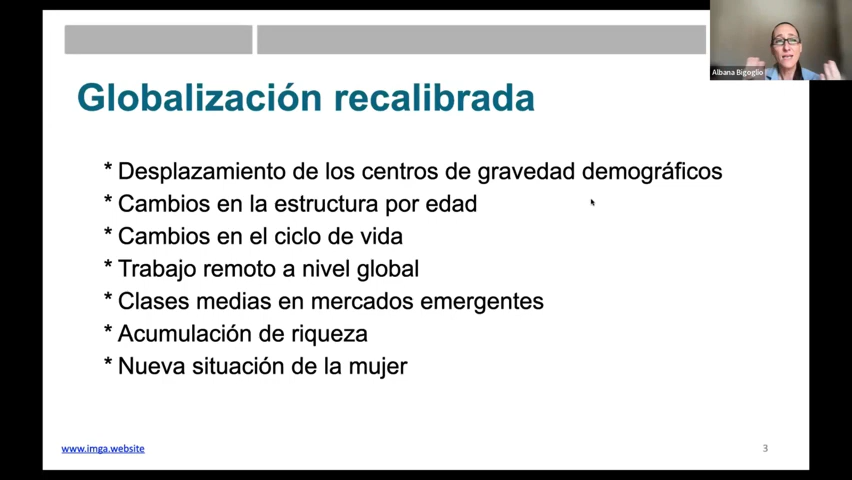 Albana Bigoglio
Globalización recalibrada
* Desplazamiento de los centros de gravedad demográficos
* Cambios en la estructura por edad
* Cambios en el ciclo de vida
* Trabajo remoto a nivel global
* Clases medias en mercados emergentes
* Acumulación de riqueza
* Nueva situación de la mujer
www.imga.website
3